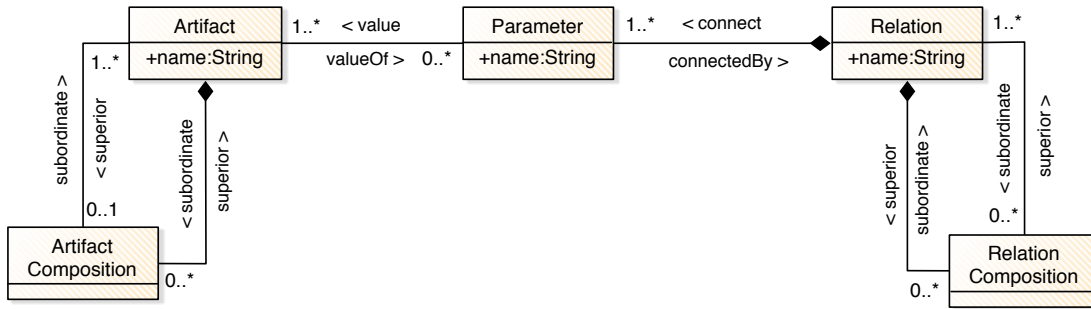 Artifact
+name:String
1..*
< value
valueOf >
0..*
Parameter
+name:String
1..*
< connect
connectedBy >
Relation
+name:String
1..*
1..*
subordinate >
< superior
0..1
< subordinate
superior >
0..*
Artifact
Composition
< superior
subordinate >
0..*
< subordinate
superior >
0..*
Relation
Composition